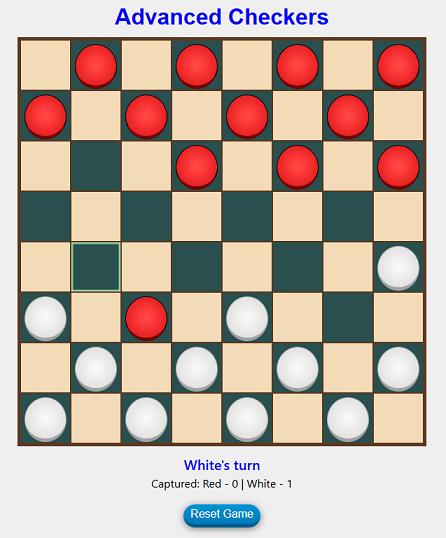 Advanced Checkers
White's turn
Captured: Red - 0 | White - 1
Reset Game